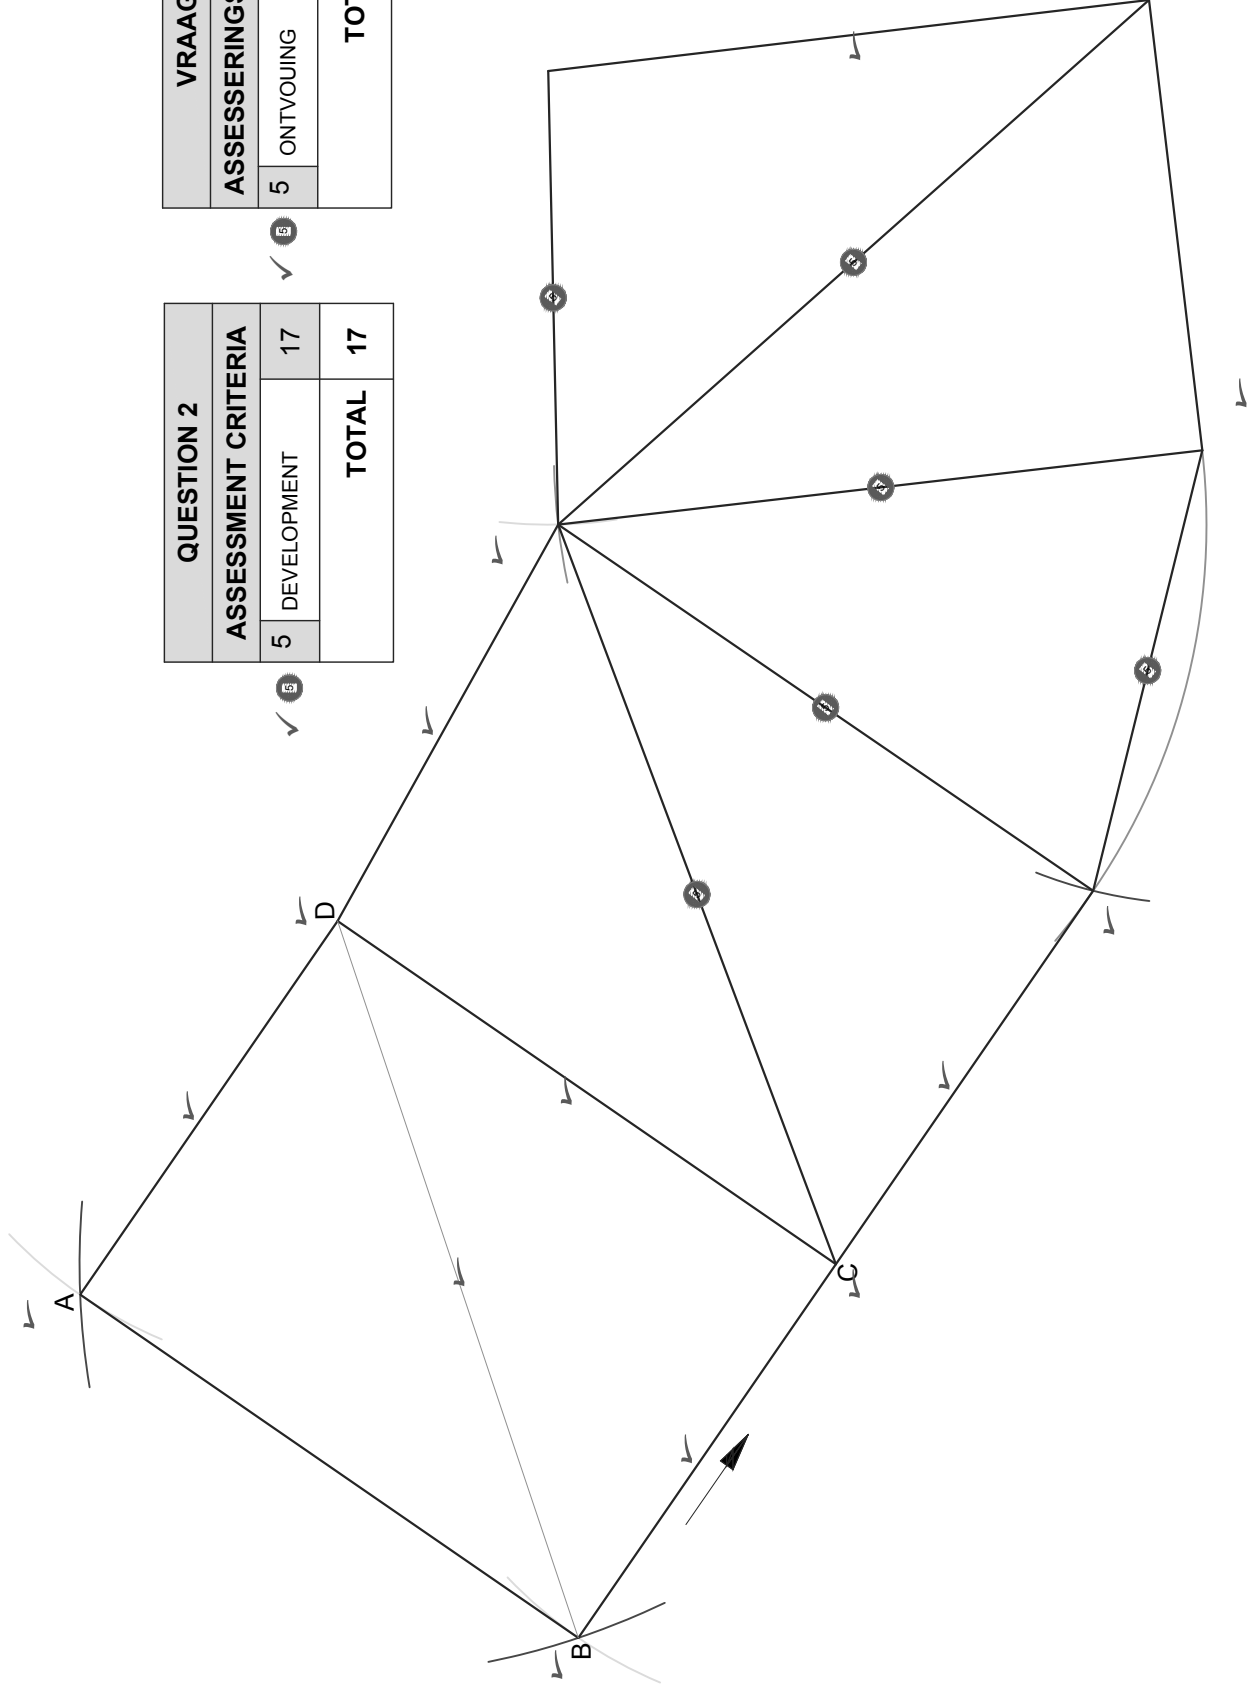 QUESTION 2
ASSESSMENT CRITERIA
5 DEVELOPMENT 17
TOTAL 17
VRAAG
ASSESSERINGS
5 ONTVOUING
TOT
A
B
C
D